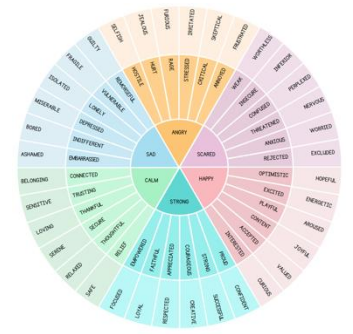 SELFISH
JEALOUS
FURIOUS
IRRITATED
SKEPTICAL
FRUSTRATED
WORTHLESS
INFERIOR
PERPLEXED
NERVOUS
WORRIED
EXCLUDED
HOPEFUL
ENERGETIC
AROUSED
JOYFUL
VALUED
CURIOUS
CONFIDENT
SUCCESSFUL
CREATIVE
RESPECTED
LOYAL
FOCUSED
SAFE
RELAXED
SERENE
LOVING
SENSITIVE
BELONGING
ASHAMED
BORED
MISERABLE
ISOLATED
FRAGILE
GUILTY
HOSTILE
HURT
RAGE
STRESSED
CRITICAL
ANNOYED
WEAK
INSECURE
CONFUSED
THREATENED
ANXIOUS
REJECTED
OPTIMISTIC
EXCITED
PLAYFUL
CONTENT
ACCEPTED
INTERESTED
PROUD
STRONG
COURAGEOUS
APPRECIATED
FAITHFUL
EMPOWERED
RELIEF
THOUGHTFUL
SECURE
THANKFUL
TRUSTING
CONNECTED
EMBARRASSED
INDIFFERENT
DEPRESSED
LONELY
VULNERABLE
REMORSEFUL
ANGRY
SCARED
HAPPY
STRONG
CALM
SAD